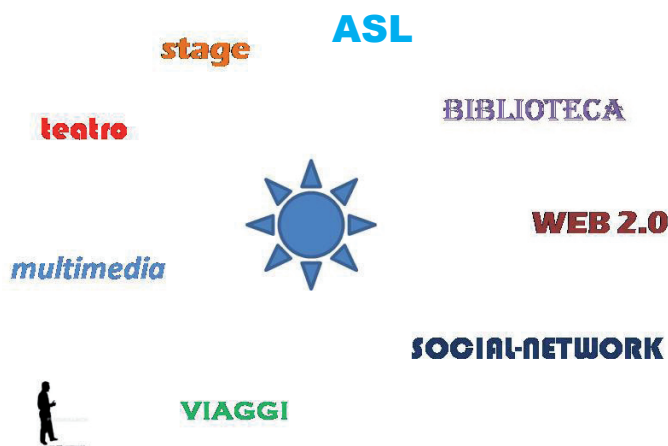 ASL
stage
BIBLIOTECA
teatro
WEB 2.0
multimedia
SOCIAL-NETWORK
VIAGGI